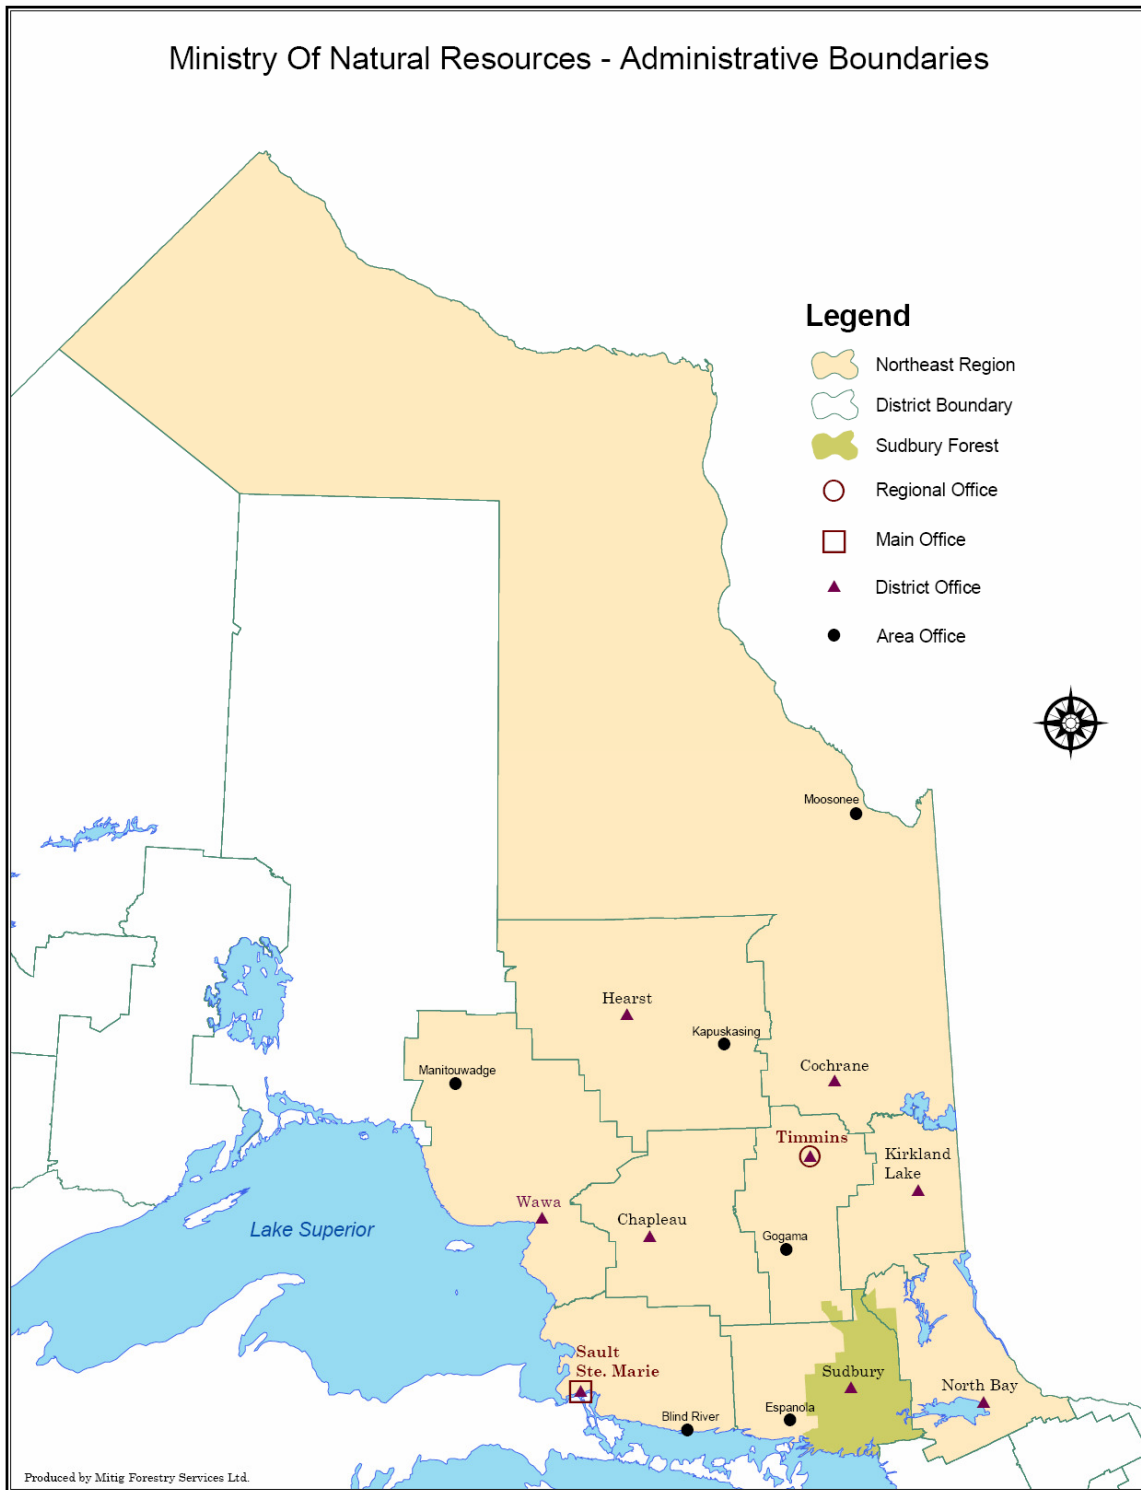 Ministry Of Natural Resources - Administrative Boundaries
Legend
Northeast Region
District Boundary
Sudbury Forest
Regional Office
Main Office
District Office
Area Office
Moosonee
Hearst
Kapuskasing
Manitouwadge
Cochrane
Timmins
Kirkland
Lake
Wawa
Chapleau
Lake Superior
Gogama
Sault
Ste. Marie
Sudbury
North Bay
Blind River
Espanola
Produced by Mitig Forestry Services Ltd.